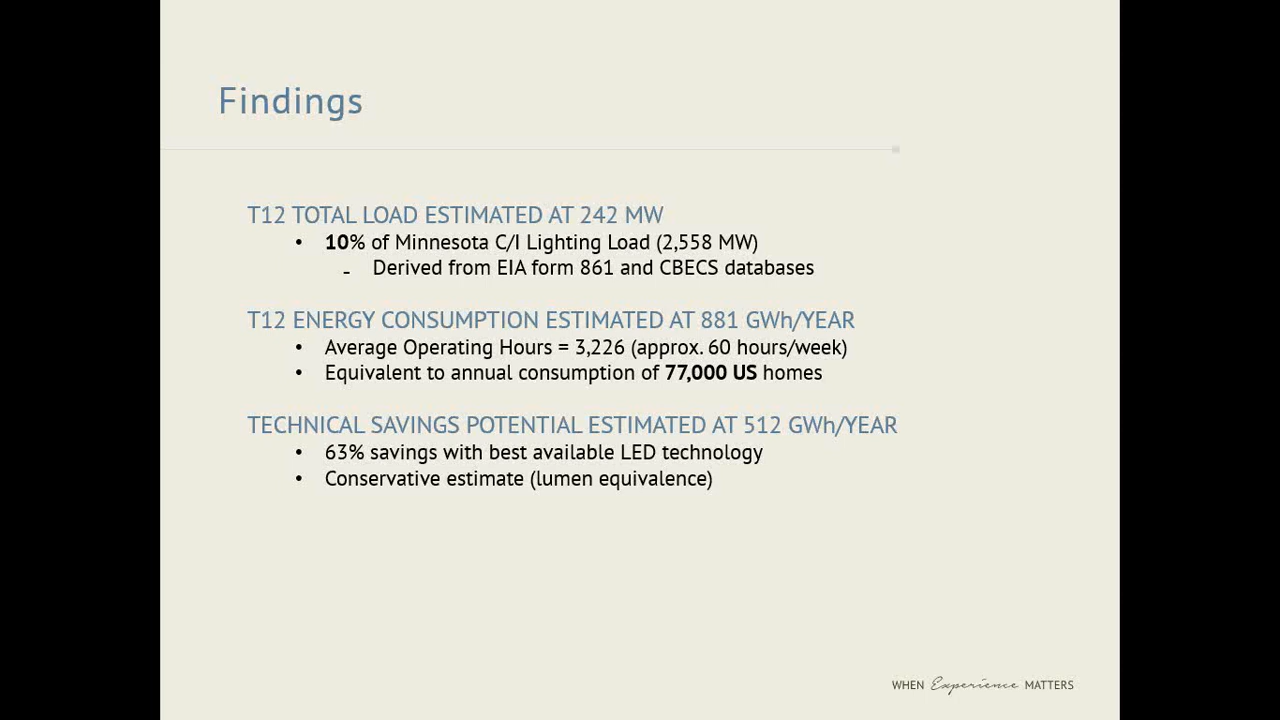 Findings
T12 TOTAL LOAD ESTIMATED AT 242 MW
• 10% of Minnesota C/I Lighting Load (2,558 MW)
- Derived from EIA form 861 and CBECS databases
T12 ENERGY CONSUMPTION ESTIMATED AT 881 GWh/YEAR
• Average Operating Hours = 3,226 (approx. 60 hours/week)
• Equivalent to annual consumption of 77,000 US homes
TECHNICAL SAVINGS POTENTIAL ESTIMATED AT 512 GWh/YEAR
• 63% savings with best available LED technology
• Conservative estimate (lumen equivalence)
WHEN Experience MATTERS